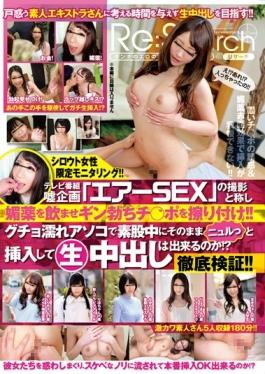 戸惑う素人エキストラさんに考える時間を与えず生中出しを目指す!!
Re:Search
リサーチ
シロウト女性
限定モニタリング!!
テレビ番組
嘘企画「エアーSEX」の撮影と称し
媚薬を飲ませギン勃ちチ〇ポを擦り付け!!
グチョ濡れアソコで素股中にそのままニュルっと
挿入して生中出しは出来るのか!?
徹底検証!!
激カワ素人さん5人収録180分!!
彼女たちを惑わしまくり、スケベなノリに流されて本番挿入OK出来るのか!?